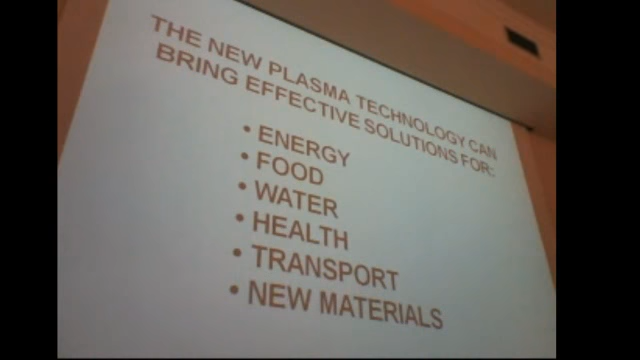 THE NEW PLASMA TECHNOLOGY CAN
BRING EFFECTIVE SOLUTIONS FOR:
• ENERGY
• FOOD
• WATER
• HEALTH
• TRANSPORT
• NEW MATERIALS